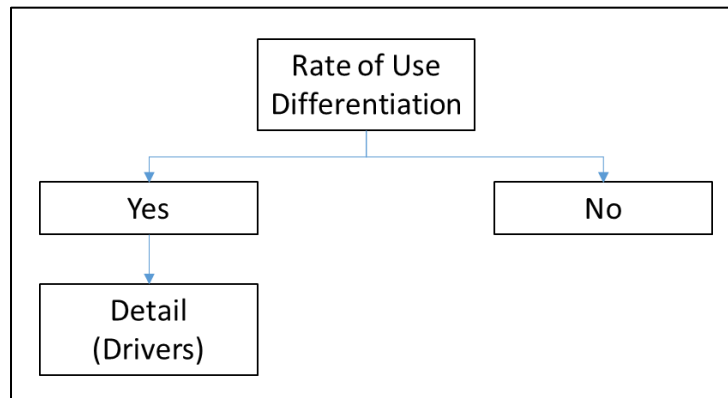 Rate of Use
Differentiation
Yes
No
Detail
(Drivers)